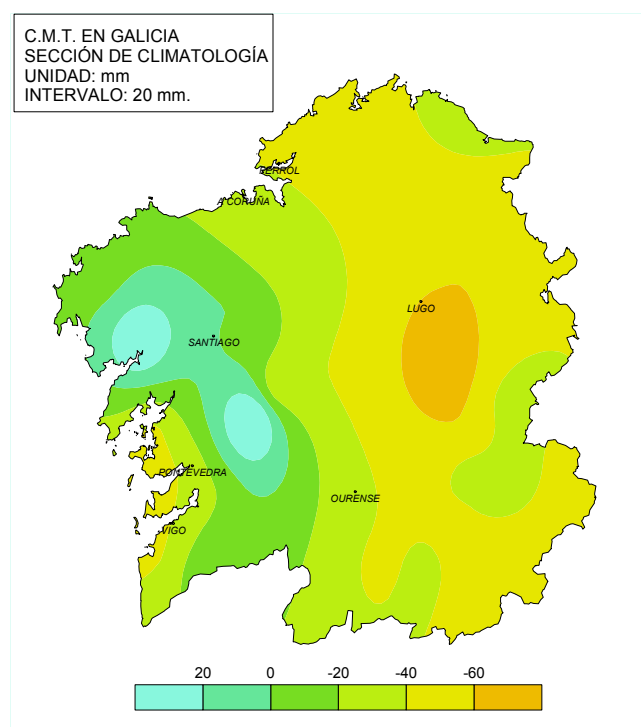 C.M.T. EN GALICIA
SECCIÓN DE CLIMATOLOGÍA
UNIDAD: mm
INTERVALO: 20 mm.
FERROL
A CORUÑA
LUGO
SANTIAGO
PONTEVEDRA
OURENSE
VIGO
20 0 -20 -40 -60